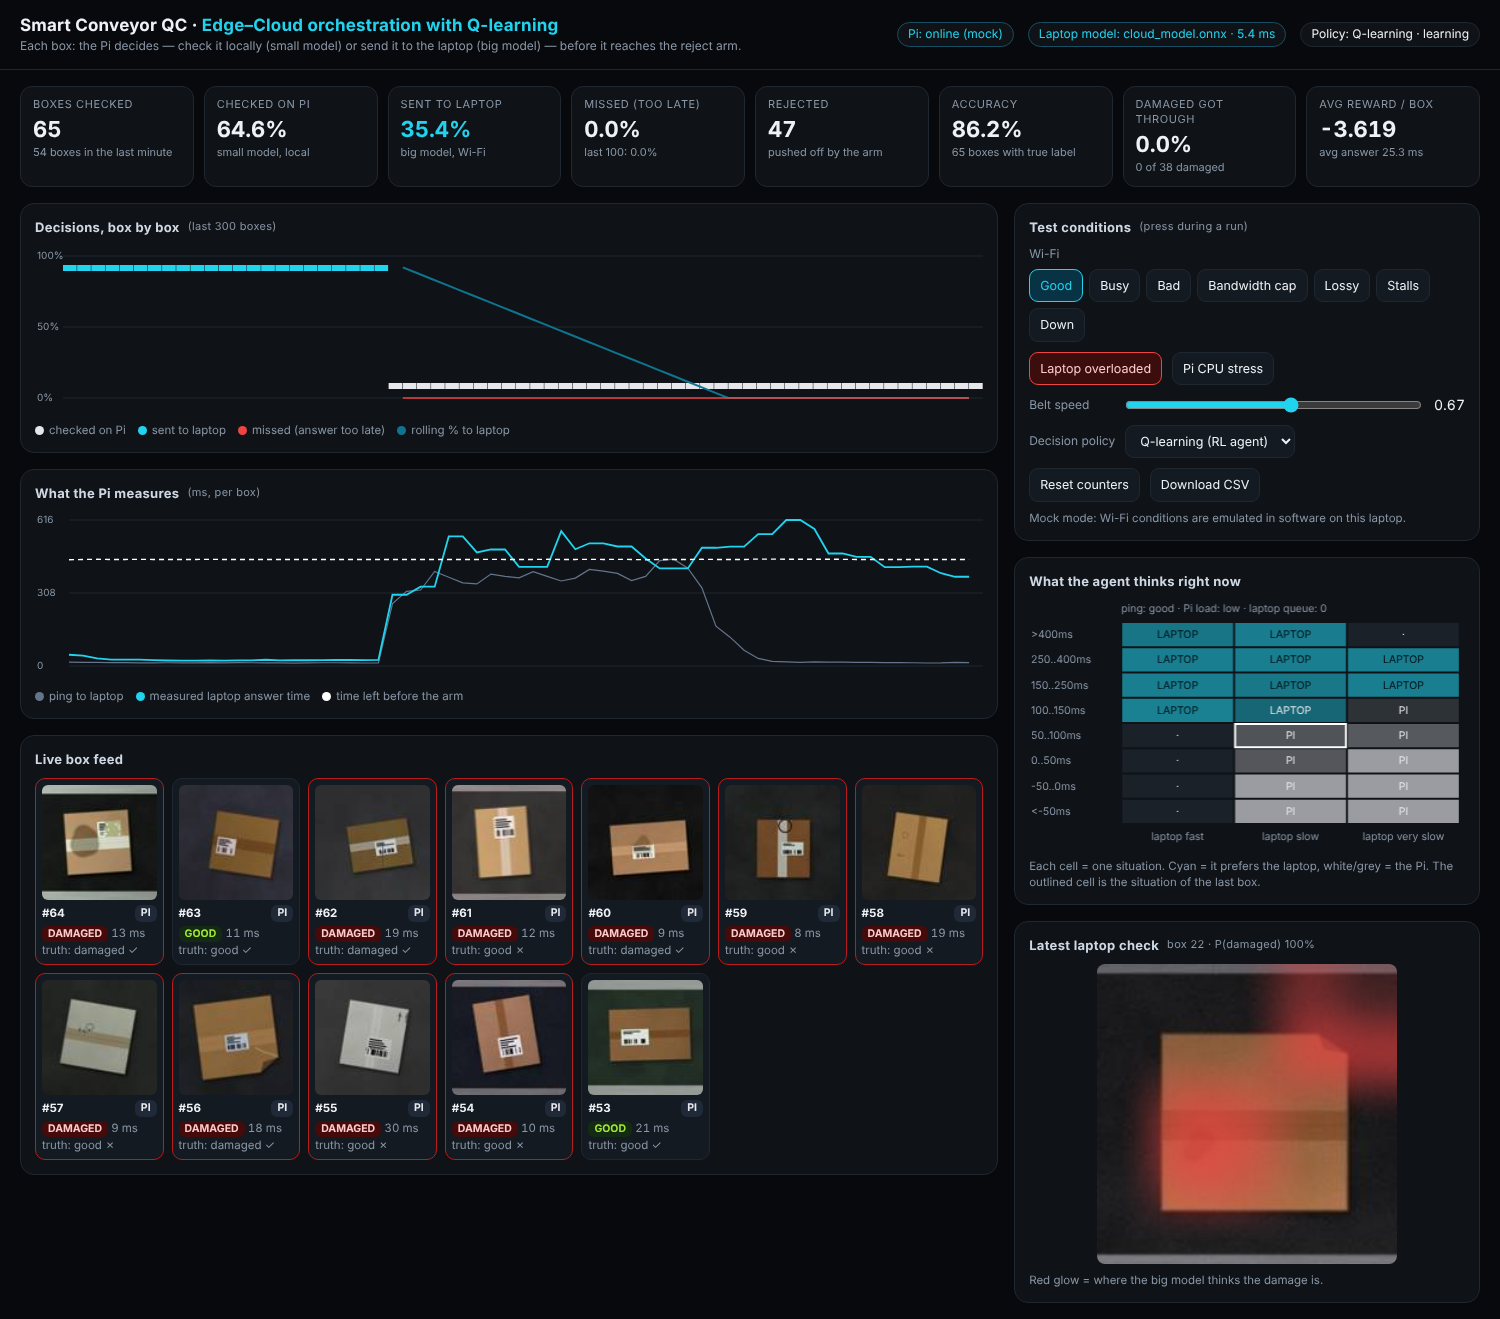 Smart Conveyor QC · Edge–Cloud orchestration with Q-learning
Each box: the Pi decides — check it locally (small model) or send it to the laptop (big model) — before it reaches the reject arm.
Pi: online (mock)
Laptop model: cloud_model.onnx · 5.4 ms
Policy: Q-learning · learning
BOXES CHECKED
65
54 boxes in the last minute
CHECKED ON PI
64.6%
small model, local
SENT TO LAPTOP
35.4%
big model, Wi-Fi
MISSED (TOO LATE)
0.0%
last 100: 0.0%
REJECTED
47
pushed off by the arm
ACCURACY
86.2%
65 boxes with true label
DAMAGED GOT
THROUGH
0.0%
0 of 38 damaged
AVG REWARD / BOX
-3.619
avg answer 25.3 ms
Decisions, box by box (last 300 boxes)
100%
50%
0%
checked on Pi
sent to laptop
missed (answer too late)
rolling % to laptop
What the Pi measures (ms, per box)
616
308
0
ping to laptop
measured laptop answer time
time left before the arm
Live box feed
#64 PI
DAMAGED 13 ms
truth: damaged ✓
#63 PI
GOOD 11 ms
truth: good ✓
#62 PI
DAMAGED 19 ms
truth: damaged ✓
#61 PI
DAMAGED 12 ms
truth: good ×
#60 PI
DAMAGED 9 ms
truth: damaged ✓
#59 PI
DAMAGED 8 ms
truth: good ×
#58 PI
DAMAGED 19 ms
truth: good ×
#57 PI
DAMAGED 9 ms
truth: good ×
#56 PI
DAMAGED 18 ms
truth: damaged ✓
#55 PI
DAMAGED 30 ms
truth: good ×
#54 PI
DAMAGED 10 ms
truth: good ×
#53 PI
GOOD 21 ms
truth: good ✓
Test conditions (press during a run)
Wi-Fi
Good
Busy
Bad
Bandwidth cap
Lossy
Stalls
Down
Laptop overloaded
Pi CPU stress
Belt speed 0.67
Decision policy Q-learning (RL agent)
Reset counters
Download CSV
Mock mode: Wi-Fi conditions are emulated in software on this laptop.
What the agent thinks right now
ping: good · Pi load: low · laptop queue: 0
>400ms LAPTOP LAPTOP ·
250..400ms LAPTOP LAPTOP LAPTOP
150..250ms LAPTOP LAPTOP LAPTOP
100..150ms LAPTOP LAPTOP PI
50..100ms · PI PI
0..50ms · PI PI
-50..0ms · PI PI
<-50ms · PI PI
laptop fast laptop slow laptop very slow
Each cell = one situation. Cyan = it prefers the laptop, white/grey = the Pi. The
outlined cell is the situation of the last box.
Latest laptop check box 22 · P(damaged) 100%
Red glow = where the big model thinks the damage is.